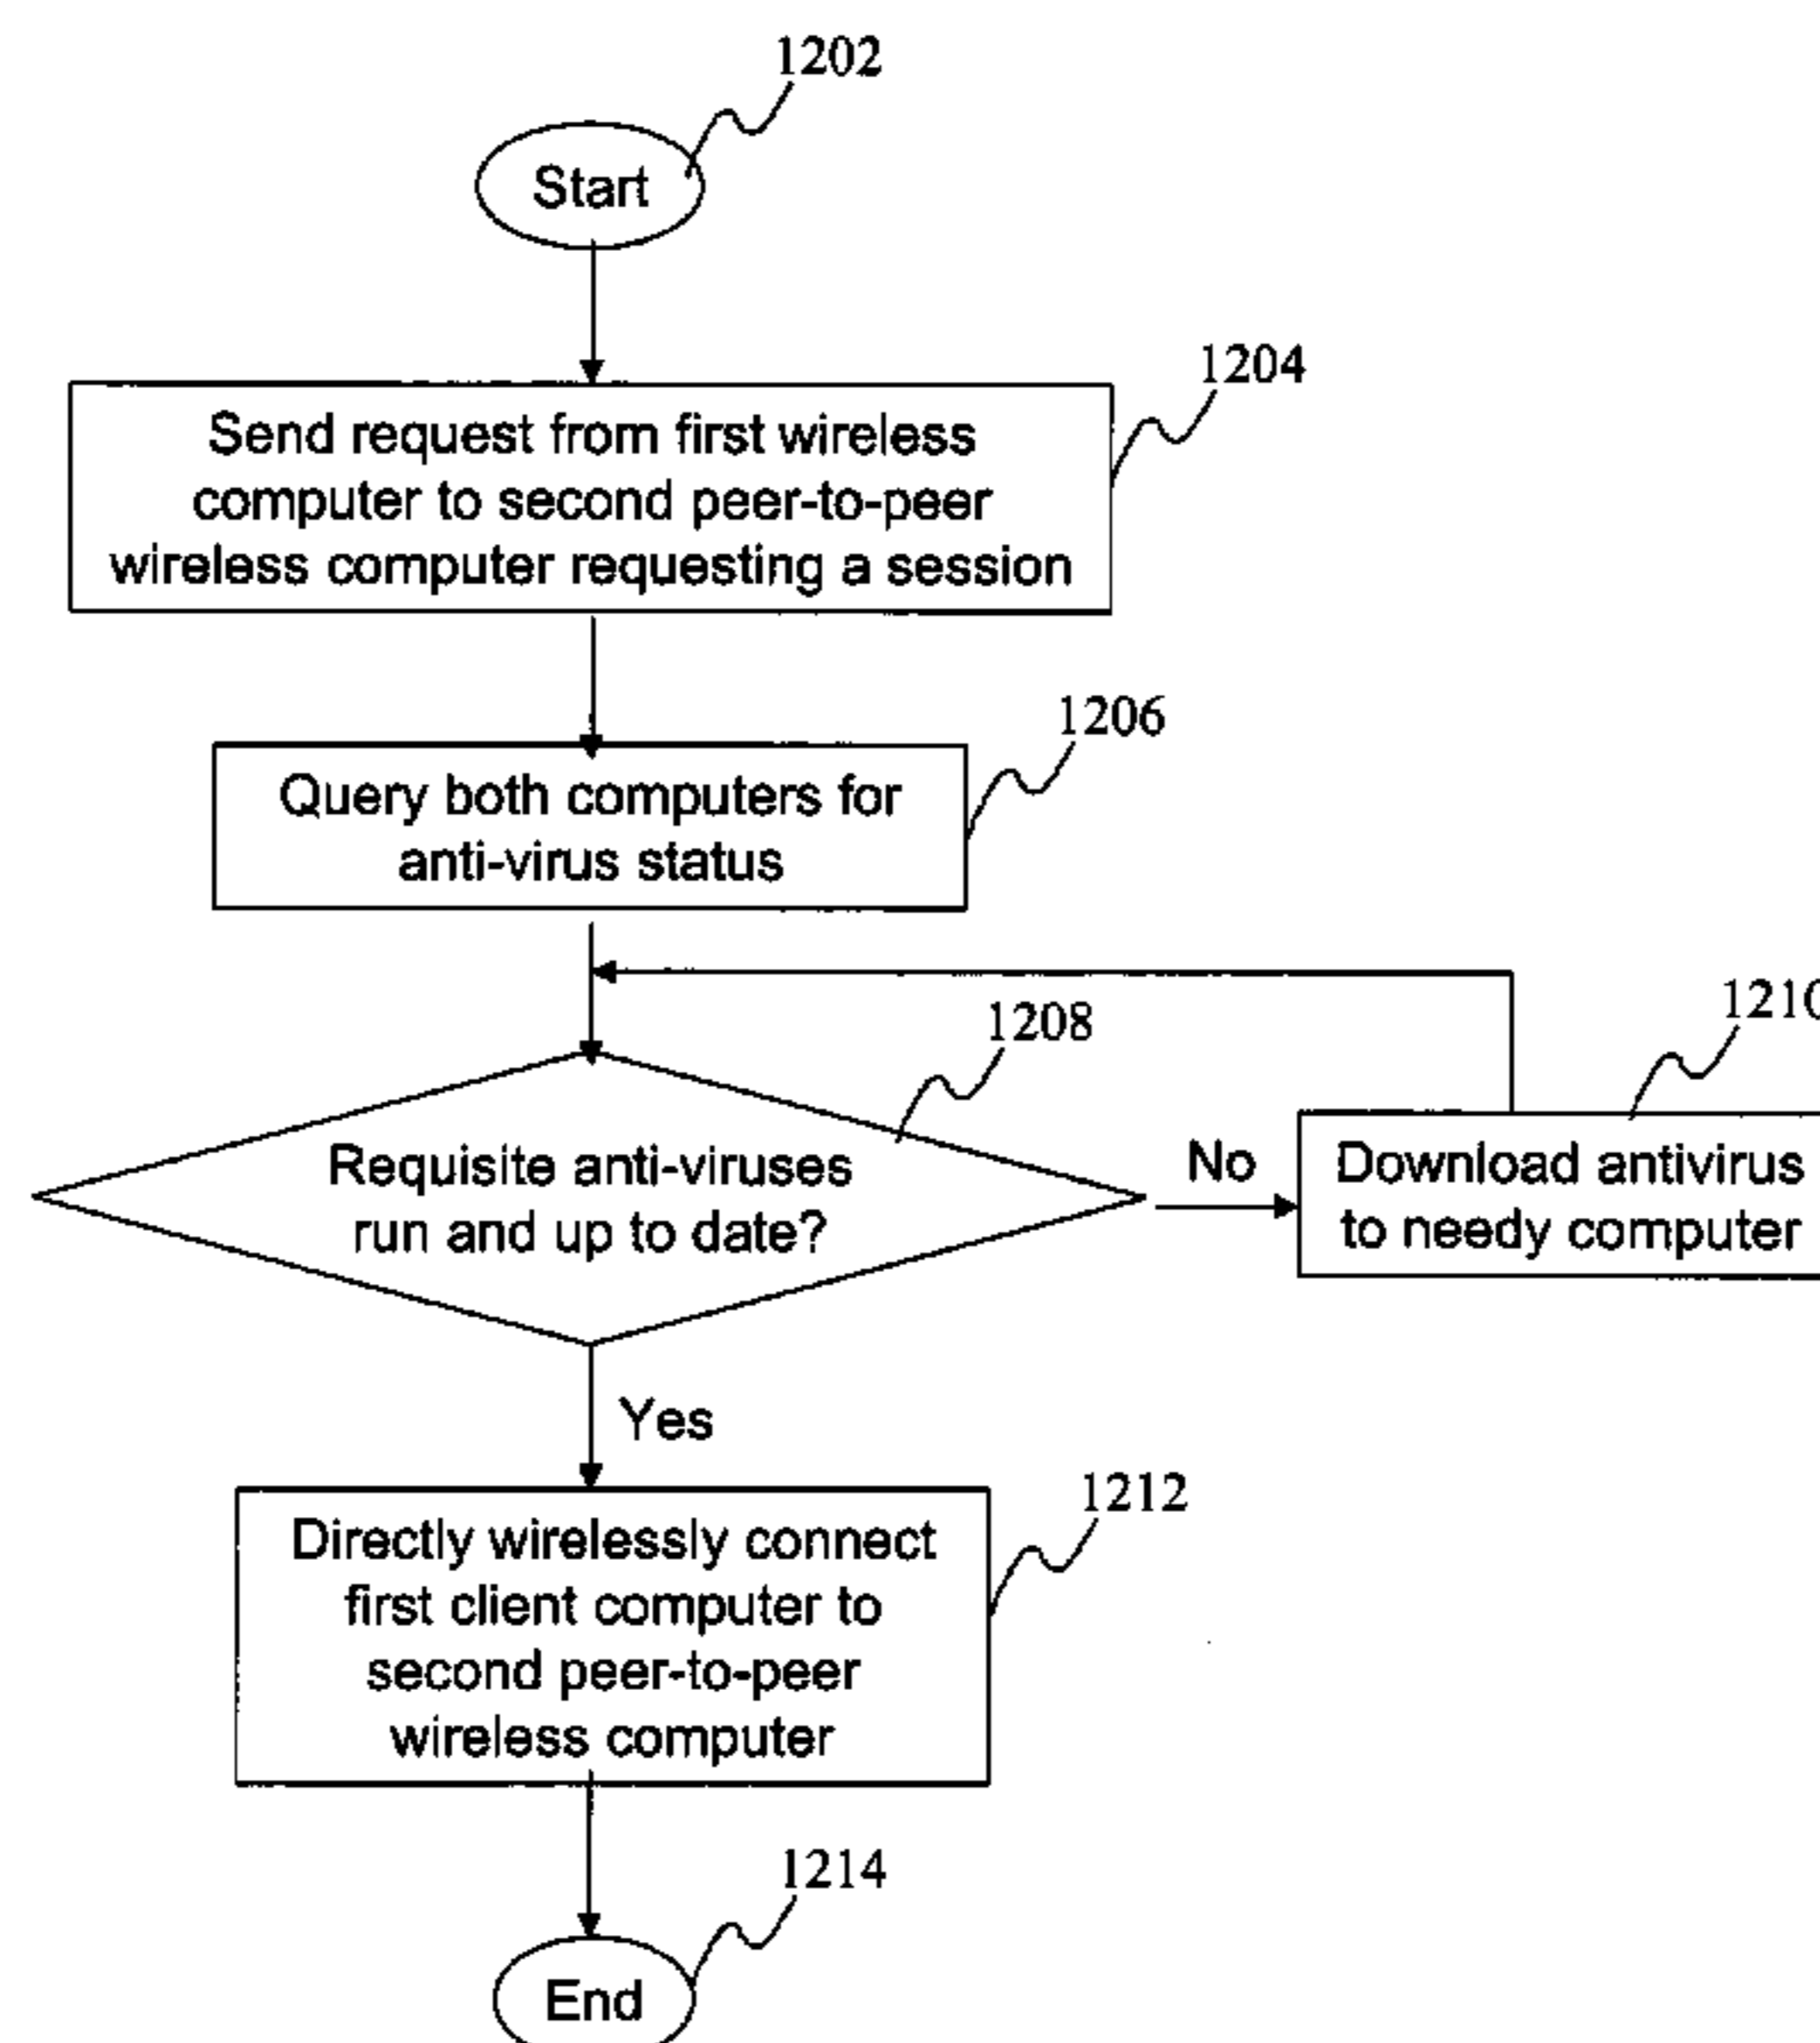 1202
Start
1204
Send request from first wireless
computer to second peer-to-peer
wireless computer requesting a session
1206
Query both computers for
anti-virus status
1208
Requisite anti-viruses
run and up to date?
No
1210
Download antivirus
to needy computer
Yes
1212
Directly wirelessly connect
first client computer to
second peer-to-peer
wireless computer
1214
End